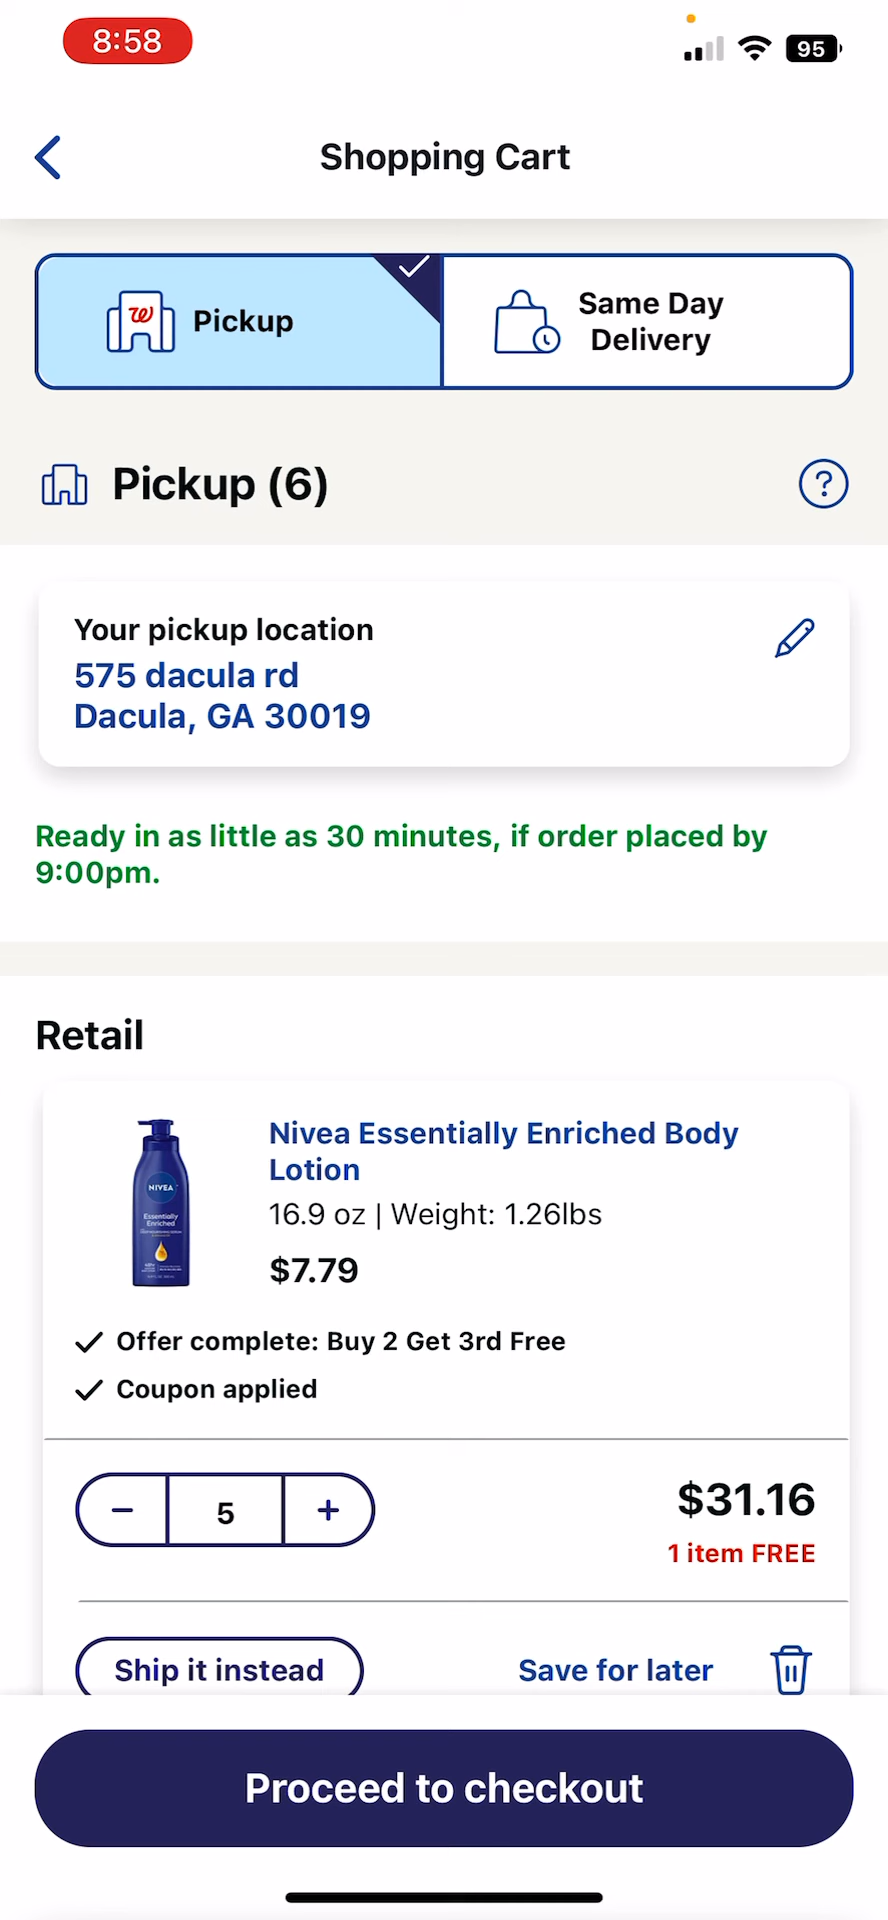 8:58
95
Shopping Cart
Pickup
Same Day
Delivery
Pickup (6)
?
Your pickup location
575 dacula rd
Dacula, GA 30019
Ready in as little as 30 minutes, if order placed by
9:00pm.
Retail
Nivea Essentially Enriched Body
Lotion
16.9 oz | Weight: 1.26lbs
$7.79
NIVEA
Essentially
Enriched
Offer complete: Buy 2 Get 3rd Free
Coupon applied
− 5 +
$31.16
1 item FREE
Ship it instead
Save for later
Proceed to checkout